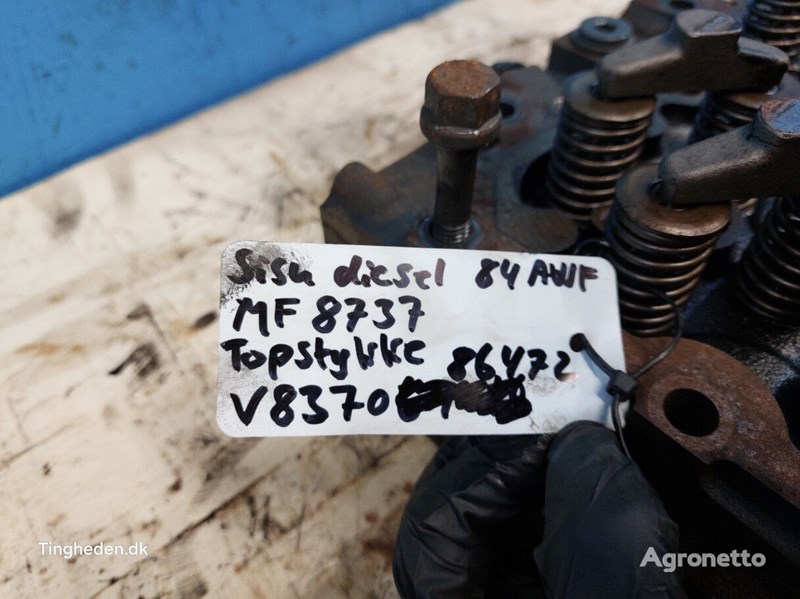 Sisu diesel 84 AWF
MF 8737
Topstykke 86472
V8370
Tingheden.dk
Agronetto